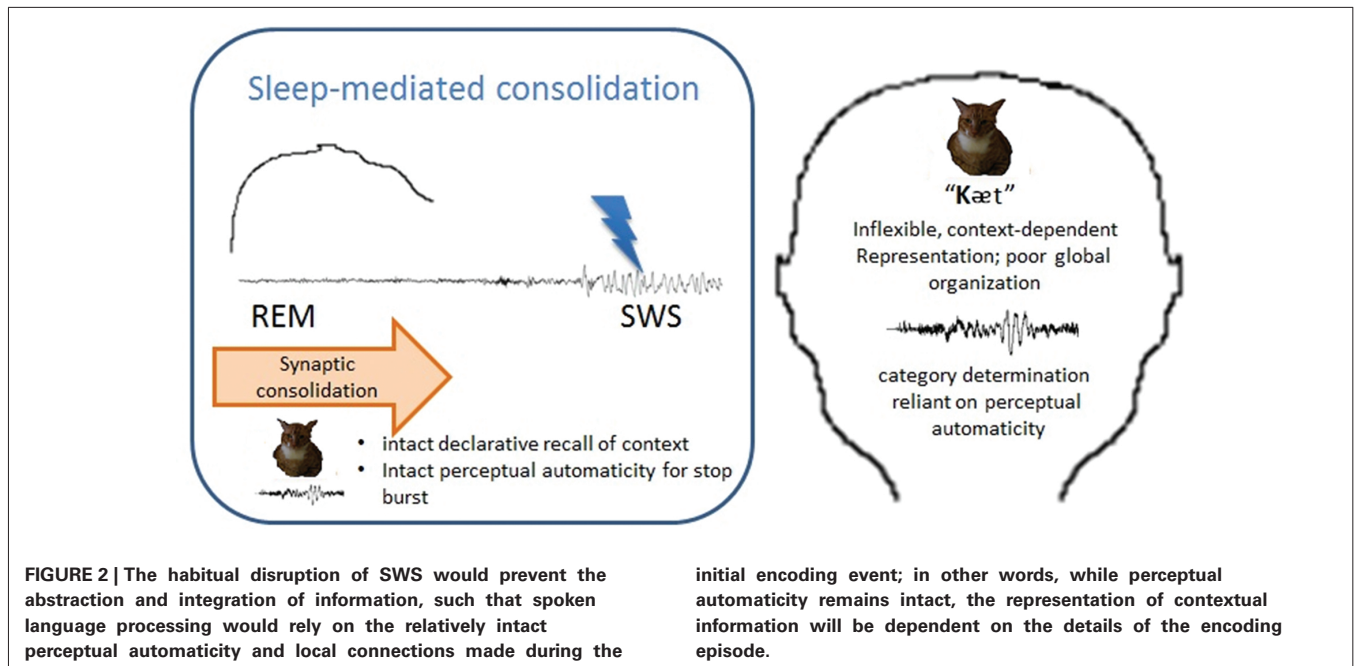 Sleep-mediated consolidation
REM
SWS
Synaptic
consolidation
• intact declarative recall of context
• Intact perceptual automaticity for stop
burst
“Kæt”
Inflexible, context-dependent
Representation; poor global
organization
category determination
reliant on perceptual
automaticity
FIGURE 2 | The habitual disruption of SWS would prevent the
abstraction and integration of information, such that spoken
language processing would rely on the relatively intact
perceptual automaticity and local connections made during the
initial encoding event; in other words, while perceptual
automaticity remains intact, the representation of contextual
information will be dependent on the details of the encoding
episode.